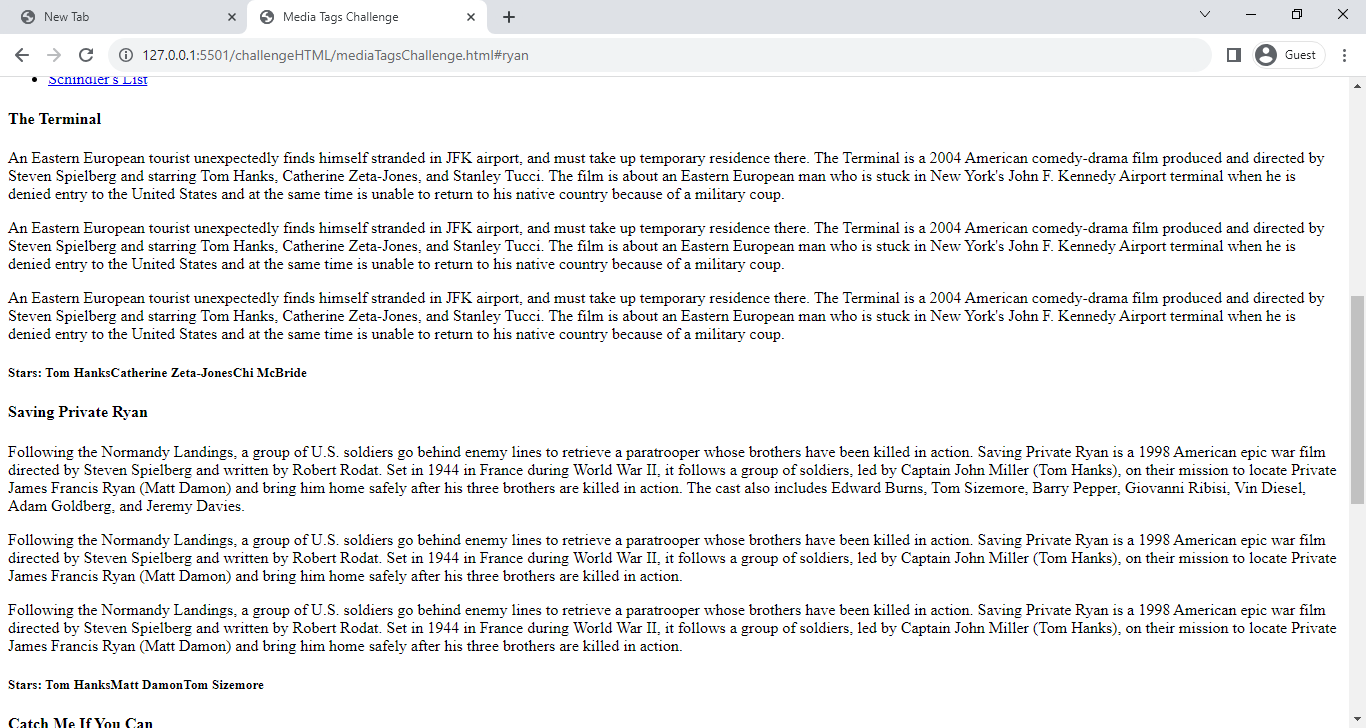 New Tab
Media Tags Challenge
127.0.0.1:5501/challengeHTML/mediaTagsChallenge.html#ryan
Guest
Schindler's List
The Terminal
An Eastern European tourist unexpectedly finds himself stranded in JFK airport, and must take up temporary residence there. The Terminal is a 2004 American comedy-drama film produced and directed by
Steven Spielberg and starring Tom Hanks, Catherine Zeta-Jones, and Stanley Tucci. The film is about an Eastern European man who is stuck in New York's John F. Kennedy Airport terminal when he is
denied entry to the United States and at the same time is unable to return to his native country because of a military coup.
An Eastern European tourist unexpectedly finds himself stranded in JFK airport, and must take up temporary residence there. The Terminal is a 2004 American comedy-drama film produced and directed by
Steven Spielberg and starring Tom Hanks, Catherine Zeta-Jones, and Stanley Tucci. The film is about an Eastern European man who is stuck in New York's John F. Kennedy Airport terminal when he is
denied entry to the United States and at the same time is unable to return to his native country because of a military coup.
An Eastern European tourist unexpectedly finds himself stranded in JFK airport, and must take up temporary residence there. The Terminal is a 2004 American comedy-drama film produced and directed by
Steven Spielberg and starring Tom Hanks, Catherine Zeta-Jones, and Stanley Tucci. The film is about an Eastern European man who is stuck in New York's John F. Kennedy Airport terminal when he is
denied entry to the United States and at the same time is unable to return to his native country because of a military coup.
Stars: Tom HanksCatherine Zeta-JonesChi McBride
Saving Private Ryan
Following the Normandy Landings, a group of U.S. soldiers go behind enemy lines to retrieve a paratrooper whose brothers have been killed in action. Saving Private Ryan is a 1998 American epic war film
directed by Steven Spielberg and written by Robert Rodat. Set in 1944 in France during World War II, it follows a group of soldiers, led by Captain John Miller (Tom Hanks), on their mission to locate Private
James Francis Ryan (Matt Damon) and bring him home safely after his three brothers are killed in action. The cast also includes Edward Burns, Tom Sizemore, Barry Pepper, Giovanni Ribisi, Vin Diesel,
Adam Goldberg, and Jeremy Davies.
Following the Normandy Landings, a group of U.S. soldiers go behind enemy lines to retrieve a paratrooper whose brothers have been killed in action. Saving Private Ryan is a 1998 American epic war film
directed by Steven Spielberg and written by Robert Rodat. Set in 1944 in France during World War II, it follows a group of soldiers, led by Captain John Miller (Tom Hanks), on their mission to locate Private
James Francis Ryan (Matt Damon) and bring him home safely after his three brothers are killed in action.
Following the Normandy Landings, a group of U.S. soldiers go behind enemy lines to retrieve a paratrooper whose brothers have been killed in action. Saving Private Ryan is a 1998 American epic war film
directed by Steven Spielberg and written by Robert Rodat. Set in 1944 in France during World War II, it follows a group of soldiers, led by Captain John Miller (Tom Hanks), on their mission to locate Private
James Francis Ryan (Matt Damon) and bring him home safely after his three brothers are killed in action.
Stars: Tom HanksMatt DamonTom Sizemore
Catch Me If You Can